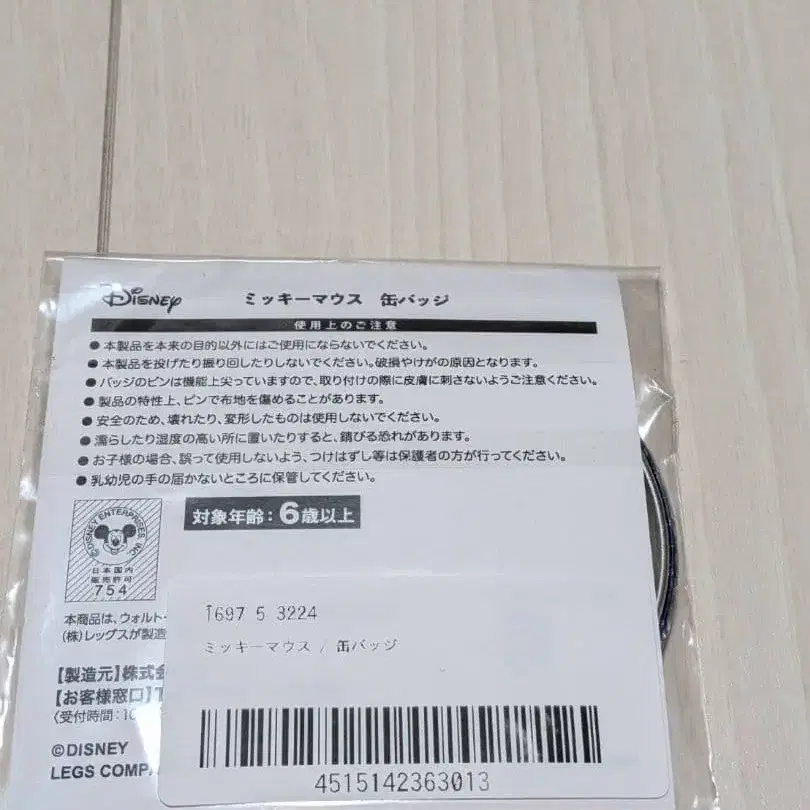 Disney ミッキーマウス 缶バッジ
使用上のご注意
●本製品を本来の目的以外にはご使用にならないでください。
●本製品を投げたり振り回したりしないでください。破損やけがの原因となります。
●バッジのピンは機能上尖っていますので、取り付けの際に皮膚に刺さないようご注意ください。
●製品の特性上、ピンで布地を傷めることがあります。
●安全のため、壊れたり、変形したものは使用しないでください。
●濡らしたり湿度の高い所に置いたりすると、錆びる恐れがあります。
●お子様の場合、誤って使用しないよう、つけはずし等は保護者の方が行ってください。
●乳幼児の手の届かないところに保管してください。
対象年齢：6歳以上
©DISNEY ENTERPRISES INC
日本国内
販売許可
754
本商品は、ウォルト
(株)レッグスが製造
【製造元】株式会
【お客様窓口】T
〈受付時間：10
©DISNEY
LEGS COMPA
1697 5 3224
ミッキーマウス / 缶バッジ
4515142363013